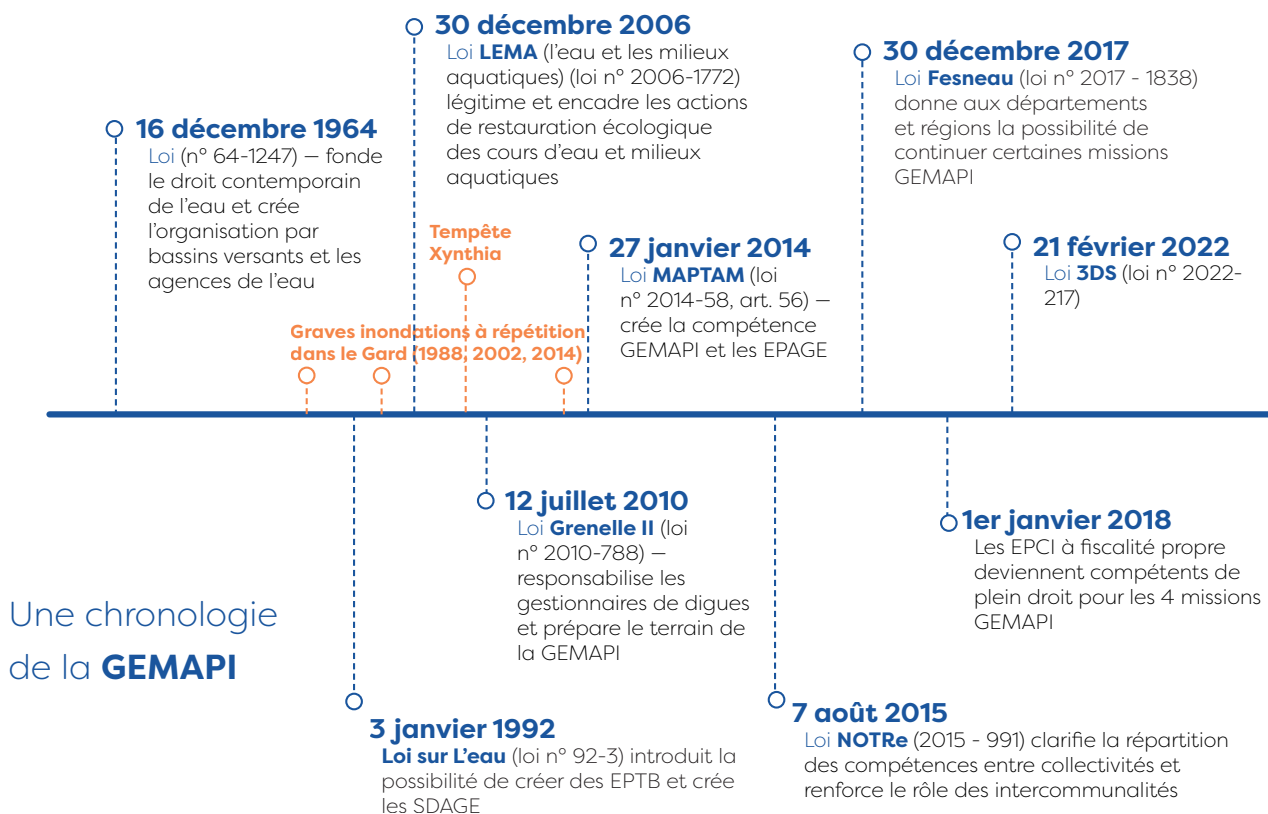 30 décembre 2006
Loi LEMA (l’eau et les milieux
aquatiques) (loi n° 2006-1772)
légitime et encadre les actions
de restauration écologique
des cours d’eau et milieux
aquatiques
30 décembre 2017
Loi Fesneau (loi n° 2017 - 1838)
donne aux départements
et régions la possibilité de
continuer certaines missions
GEMAPI
16 décembre 1964
Loi (n° 64-1247) — fonde
le droit contemporain
de l’eau et crée
l’organisation par
bassins versants et les
agences de l’eau
Tempête
Xynthia
27 janvier 2014
Loi MAPTAM (loi
n° 2014-58, art. 56) —
crée la compétence
GEMAPI et les EPAGE
21 février 2022
Loi 3DS (loi n° 2022-
217)
Graves inondations à répétition
dans le Gard (1988, 2002, 2014)
12 juillet 2010
Loi Grenelle II (loi
n° 2010-788) —
responsabilise les
gestionnaires de digues
et prépare le terrain de
la GEMAPI
1er janvier 2018
Les EPCI à fiscalité propre
deviennent compétents de
plein droit pour les 4 missions
GEMAPI
Une chronologie
de la GEMAPI
3 janvier 1992
Loi sur L’eau (loi n° 92-3) introduit la
possibilité de créer des EPTB et crée
les SDAGE
7 août 2015
Loi NOTRe (2015 - 991) clarifie la répartition
des compétences entre collectivités et
renforce le rôle des intercommunalités